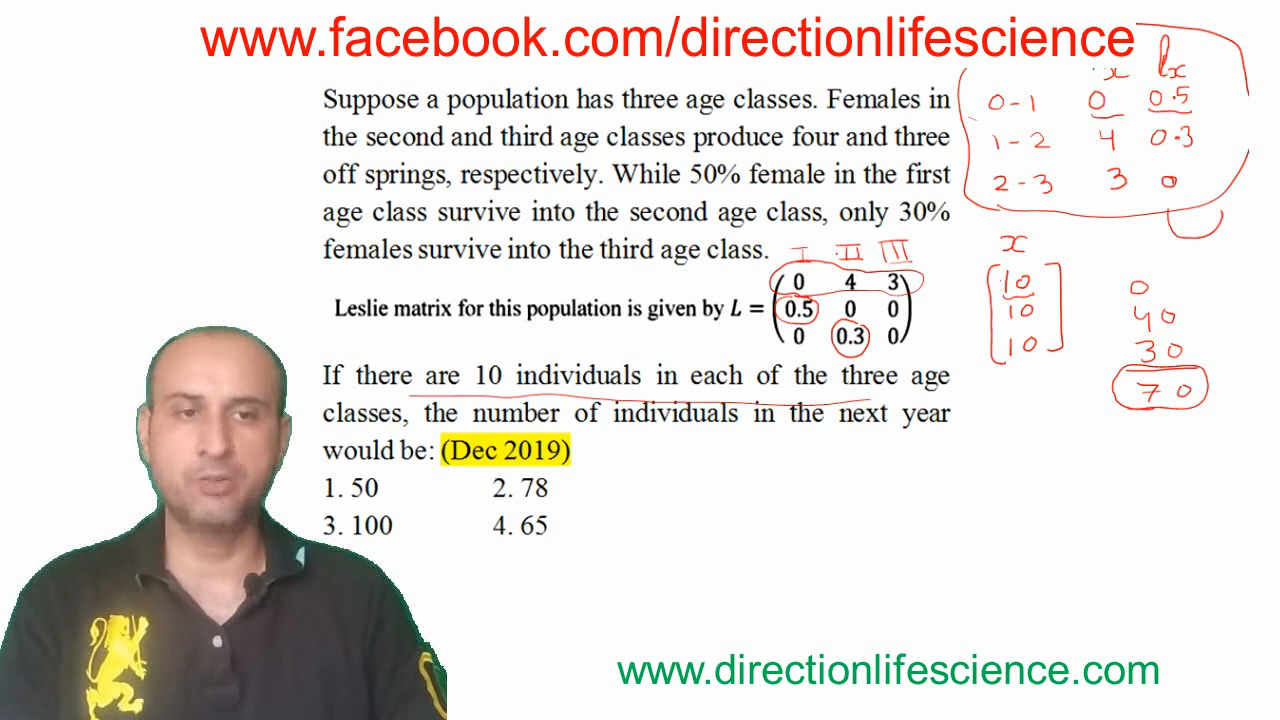 www.facebook.com/directionlifescience
Suppose a population has three age classes. Females in
the second and third age classes produce four and three
off springs, respectively. While 50% female in the first
age class survive into the second age class, only 30%
females survive into the third age class.
I II III
0 4 3
Leslie matrix for this population is given by L = 0.5 0 0
0 0.3 0
If there are 10 individuals in each of the three age
classes, the number of individuals in the next year
would be: (Dec 2019)
1. 50 2. 78
3. 100 4. 65
x lx
0-1 0 0.5
1-2 4 0.3
2-3 3 0
x
10
10
10
0
40
30
70
www.directionlifescience.com